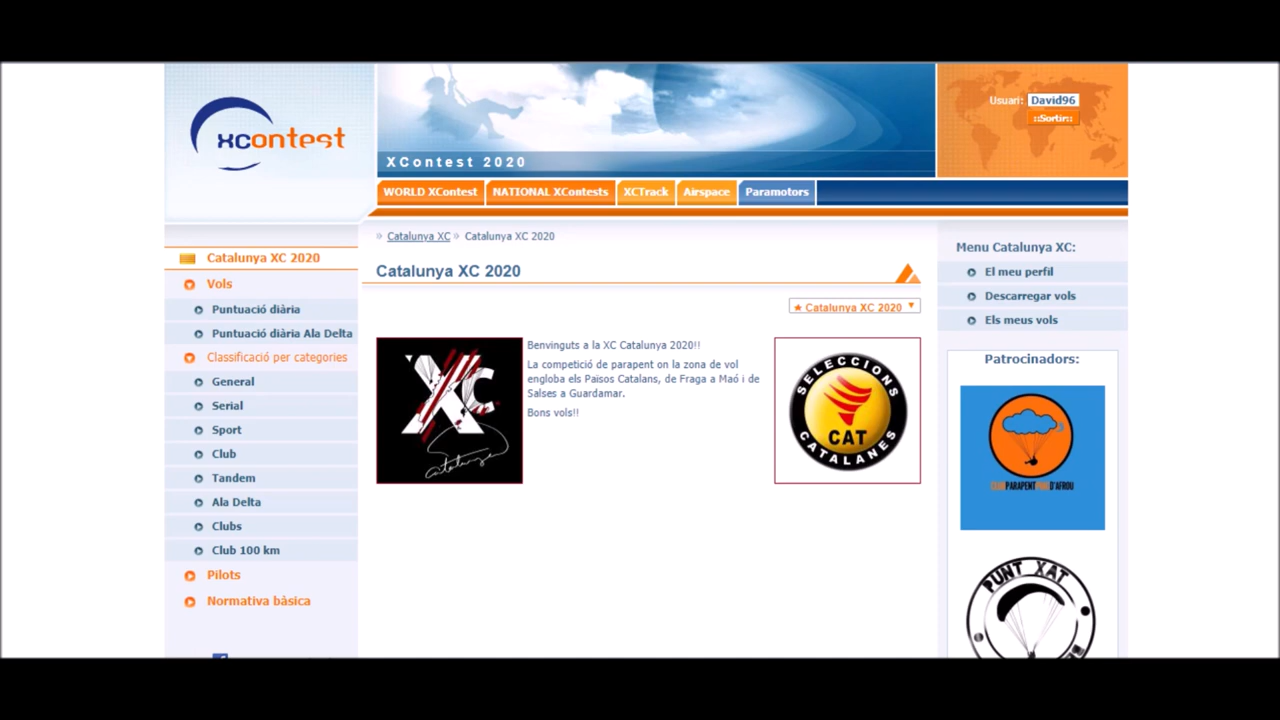 xcontest
XContest 2020
Usuari: David96
::Sortir::
WORLD XContest
NATIONAL XContests
XCTrack
Airspace
Paramotors
» Catalunya XC » Catalunya XC 2020
Catalunya XC 2020
★ Catalunya XC 2020 ▼
Catalunya XC 2020
Vols
Puntuació diària
Puntuació diària Ala Delta
Classificació per categories
General
Serial
Sport
Club
Tandem
Ala Delta
Clubs
Club 100 km
Pilots
Normativa bàsica
Xc
Catalunya
Benvinguts a la XC Catalunya 2020!!
La competició de parapent on la zona de vol
engloba els Paisos Catalans, de Fraga a Maó i de
Salses a Guardamar.
Bons vols!!
SELECCIONS
CAT
CATALANES
Menu Catalunya XC:
El meu perfil
Descarregar vols
Els meus vols
Patrocinadors:
CLUB PARAPENT PUIG D'AFROU
PUNT XAT